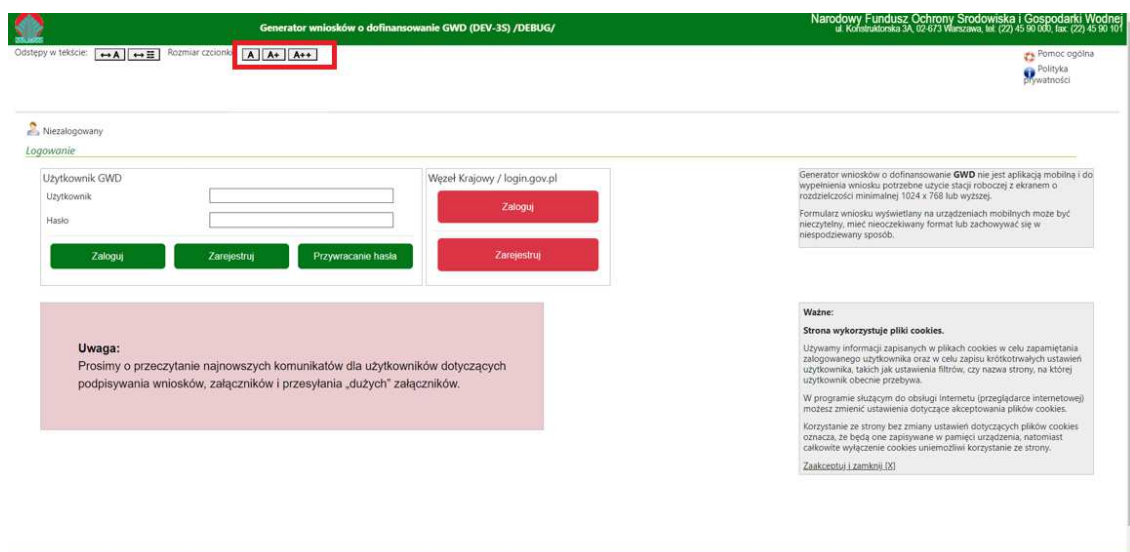 Generator wniosków o dofinansowanie GWD (DEV-3S) /DEBUG/
Narodowy Fundusz Ochrony Środowiska i Gospodarki Wodnej
ul. Konstruktorska 3A, 02-673 Warszawa, tel. (22) 45 90 000, fax: (22) 45 90 101
Odstępy w tekście: ↔A ↔☰ Rozmiar czcionki A A+ A++
Pomoc ogólna
Polityka
prywatności
Niezalogowany
Logowanie
Użytkownik GWD
Użytkownik
Hasło
Zaloguj Zarejestruj Przywracanie hasła
Węzeł Krajowy / login.gov.pl
Zaloguj
Zarejestruj
Generator wniosków o dofinansowanie GWD nie jest aplikacją mobilną i do
wypełnienia wniosku potrzebne użycie stacji roboczej z ekranem o
rozdzielczości minimalnej 1024 x 768 lub wyższej.
Formularz wniosku wyświetlany na urządzeniach mobilnych może być
nieczytelny, mieć nieoczekiwany format lub zachowywać się w
niespodziewany sposób.
Uwaga:
Prosimy o przeczytanie najnowszych komunikatów dla użytkowników dotyczących
podpisywania wniosków, załączników i przesyłania „dużych" załączników.
Ważne:
Strona wykorzystuje pliki cookies.
Używamy informacji zapisanych w plikach cookies w celu zapamiętania
zalogowanego użytkownika oraz w celu zapisu krótkotrwałych ustawień
użytkownika, takich jak ustawienia filtrów, czy nazwa strony, na której
użytkownik obecnie przebywa.
W programie służącym do obsługi Internetu (przeglądarce internetowej)
możesz zmienić ustawienia dotyczące akceptowania plików cookies.
Korzystanie ze strony bez zmiany ustawień dotyczących plików cookies
oznacza, że będą one zapisywane w pamięci urządzenia, natomiast
całkowite wyłączenie cookies uniemożliwi korzystanie ze strony.
Zaakceptuj i zamknij [X]